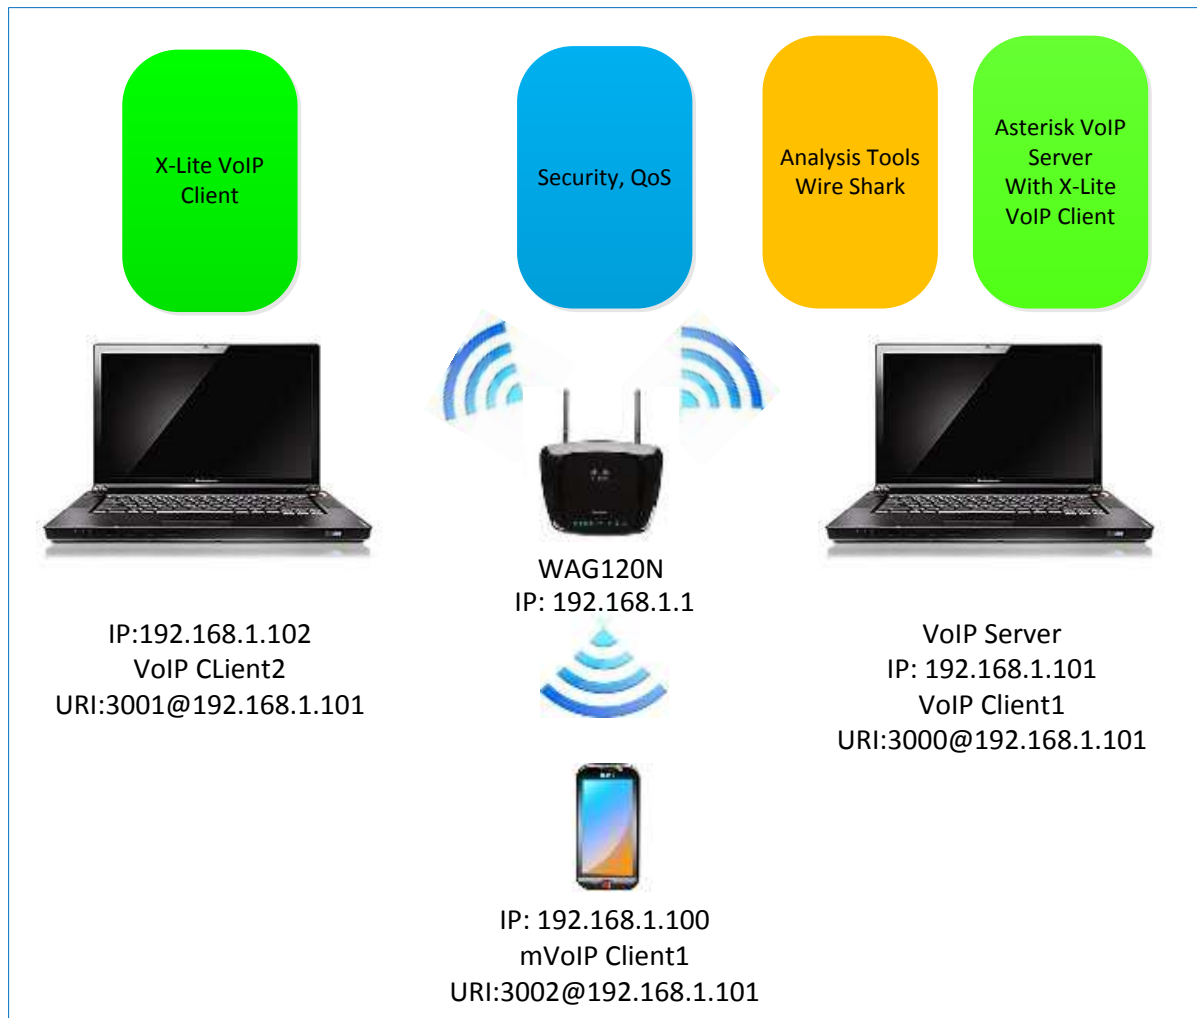 X-Lite VoIP
Client
Security, QoS
Analysis Tools
Wire Shark
Asterisk VoIP
Server
With X-Lite
VoIP Client
WAG120N
IP: 192.168.1.1
IP:192.168.1.102
VoIP CLient2
URI:3001@192.168.1.101
VoIP Server
IP: 192.168.1.101
VoIP Client1
URI:3000@192.168.1.101
IP: 192.168.1.100
mVoIP Client1
URI:3002@192.168.1.101